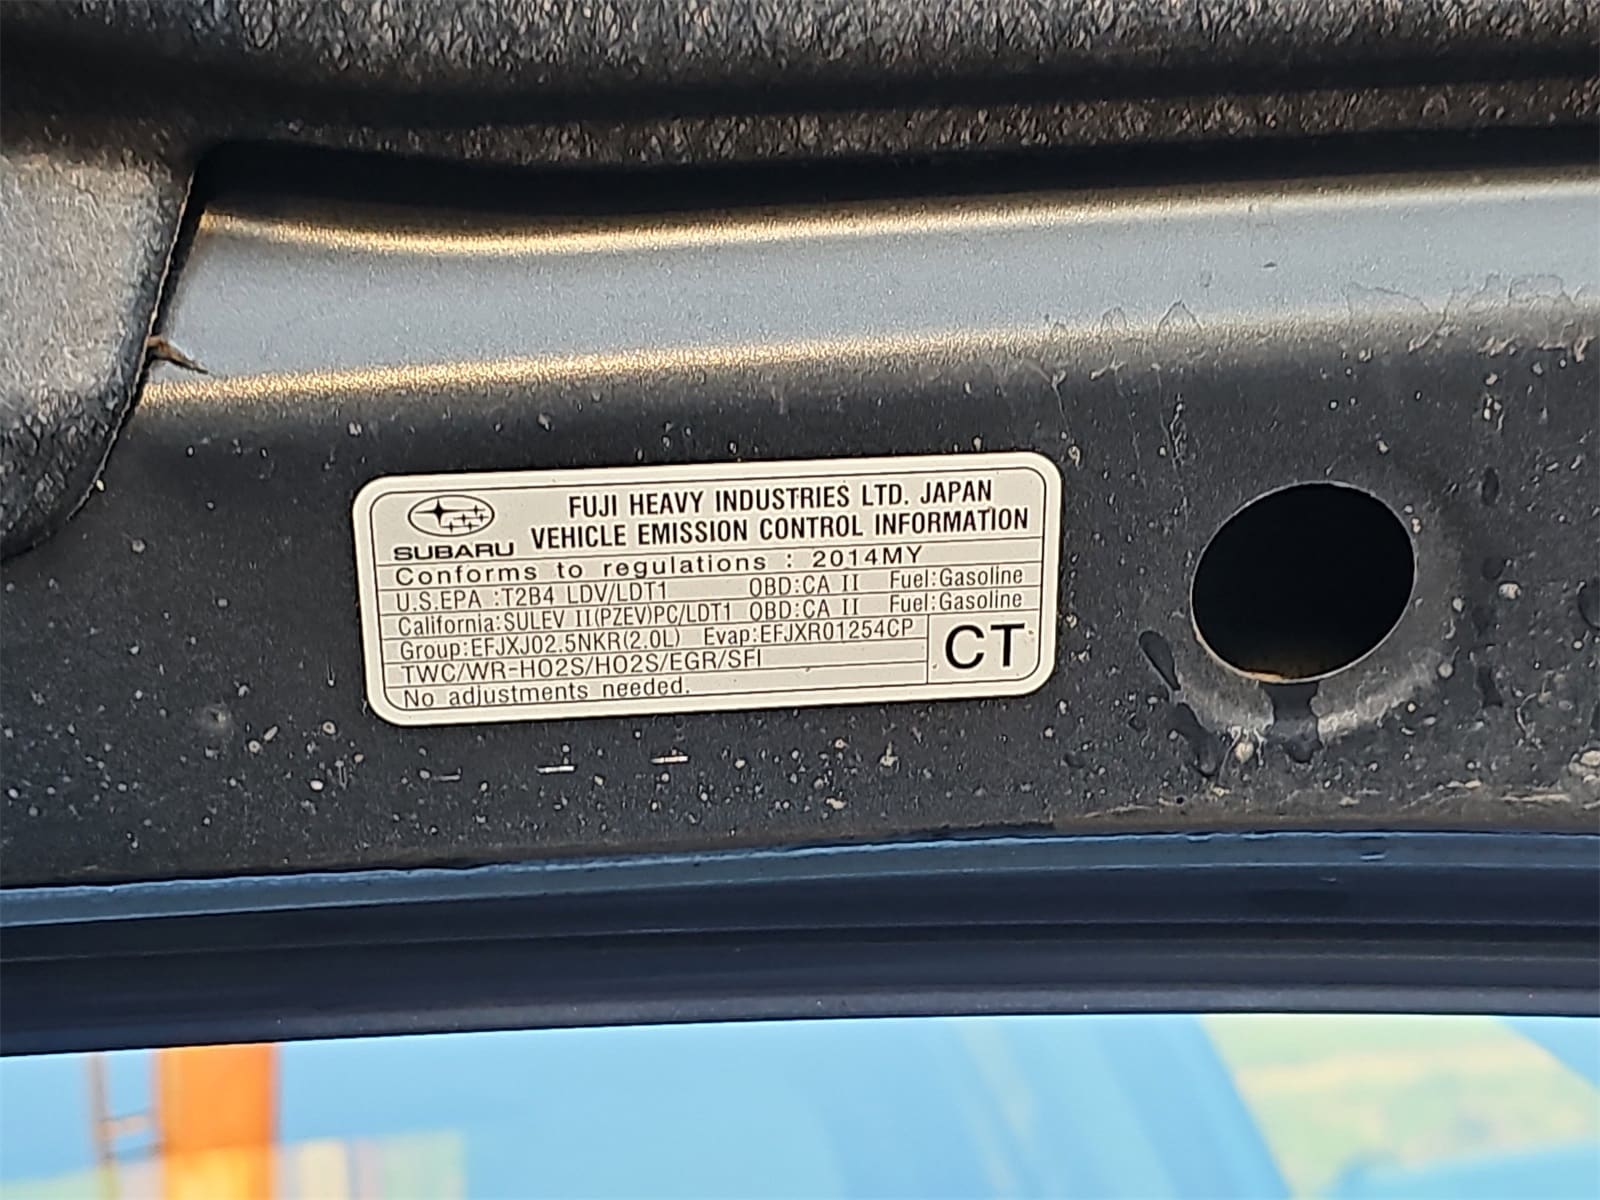 FUJI HEAVY INDUSTRIES LTD. JAPAN
SUBARU VEHICLE EMISSION CONTROL INFORMATION
Conforms to regulations : 2014MY
U.S.EPA :T2B4 LDV/LDT1 OBD:CA II Fuel:Gasoline
California:SULEV II(PZEV)PC/LDT1 OBD:CA II Fuel:Gasoline
Group:EFJXJ02.5NKR(2.0L) Evap:EFJXR01254CP
TWC/WR-HO2S/HO2S/EGR/SFI
No adjustments needed.
CT